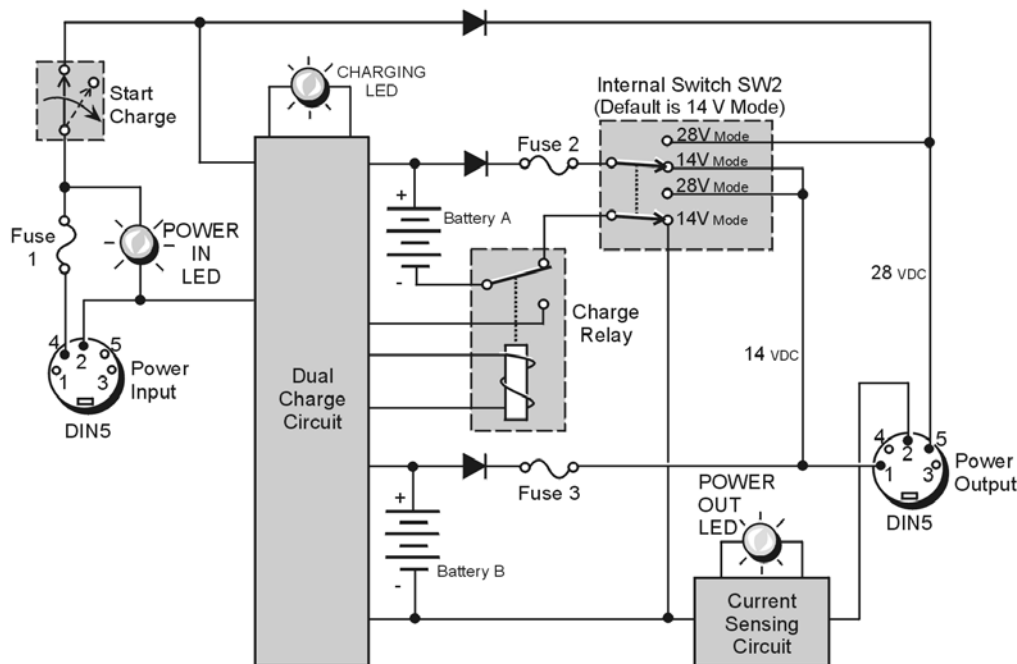 CHARGING
LED
Start
Charge
Internal Switch SW2
(Default is 14 V Mode)
28V Mode
Fuse 2
14V Mode
28V Mode
14V Mode
+
Battery A
-
Fuse
1
POWER
IN
LED
28 VDC
Charge
Relay
14 VDC
4
2
5
1
3
Power
Input
DIN5
Dual
Charge
Circuit
4
2
5
1
3
Power
Output
DIN5
Fuse 3
POWER
OUT
LED
+
Battery B
-
Current
Sensing
Circuit